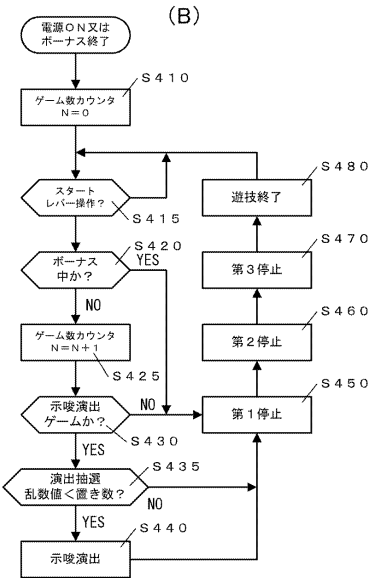 (B)
電源ON又は
ボーナス終了
S410
ゲーム数カウンタ
N=0
スタート
レバー操作?
S415
ボーナス
中か?
S420
YES
NO
ゲーム数カウンタ
N=N+1
S425
示唆演出
ゲームか?
S430
NO
YES
演出抽選
乱数値<置き数?
S435
NO
YES
示唆演出
S440
S480
遊技終了
S470
第3停止
S460
第2停止
S450
第1停止